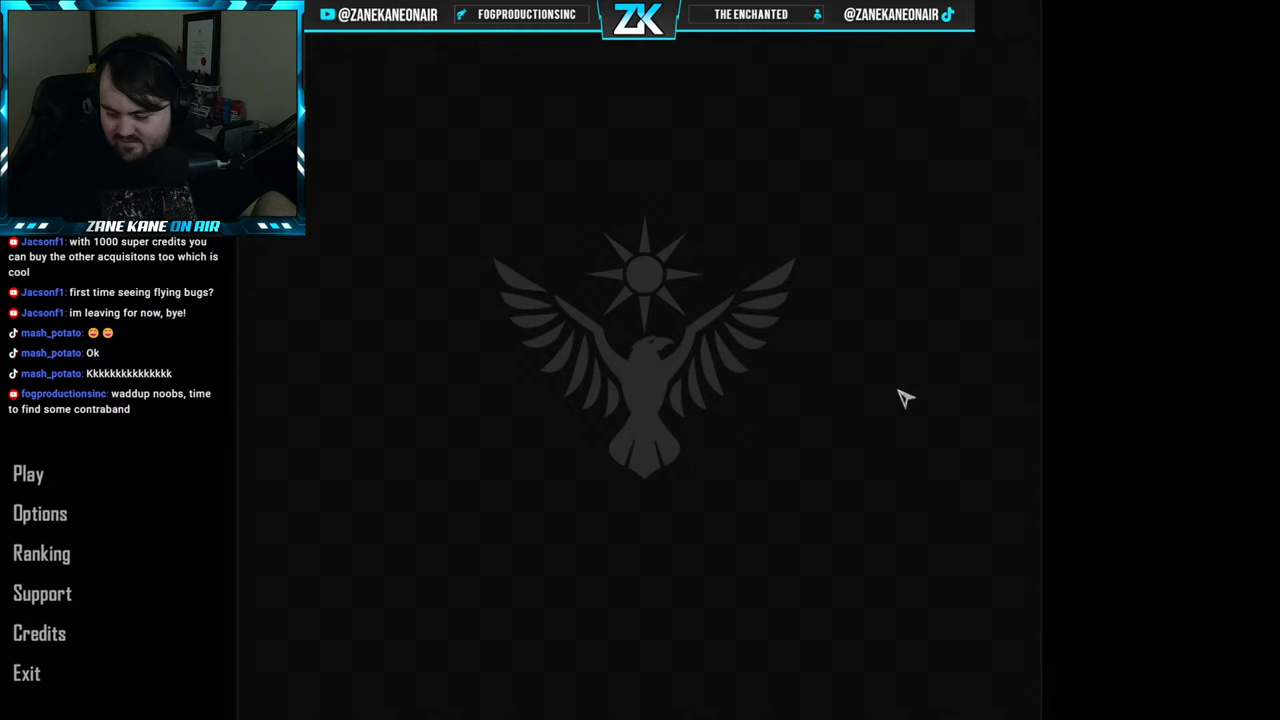 @ZANEKANEONAIR
FOGPRODUCTIONSINC
ZK
THE ENCHANTED
@ZANEKANEONAIR
ZANE KANE ON AIR
Jacsonf1: with 1000 super credits you
can buy the other acquisitons too which is
cool
Jacsonf1: first time seeing flying bugs?
Jacsonf1: im leaving for now, bye!
mash_potato: 😄 😄
mash_potato: Ok
mash_potato: Kkkkkkkkkkkkkk
fogproductionsinc: waddup noobs, time
to find some contraband
Play
Options
Ranking
Support
Credits
Exit